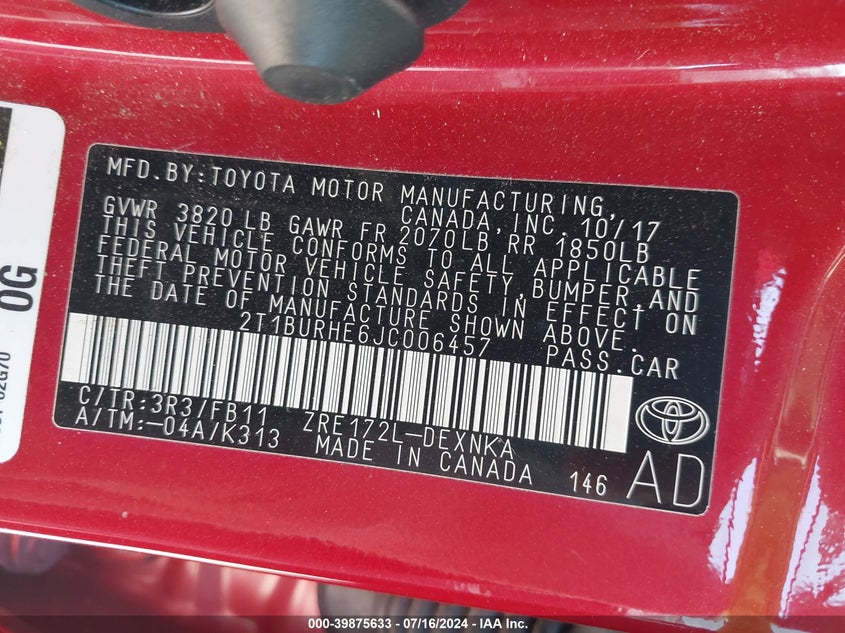 MFD.BY:TOYOTA MOTOR MANUFACTURING,
CANADA,INC. 10/17
GVWR 3820 LB GAWR FR 2070LB RR 1850LB
THIS VEHICLE CONFORMS TO ALL APPLICABLE
FEDERAL MOTOR VEHICLE SAFETY,BUMPER,AND
THEFT PREVENTION STANDARDS IN EFFECT ON
THE DATE OF MANUFACTURE SHOWN ABOVE.
2T1BURHE6JC006457 PASS.CAR
C/TR:3R3/FB11 ZRE172L-DEXNKA
A/TM:-04A/K313 MADE IN CANADA 146 AD
0G
02G70
000-39875633 - 07/16/2024 - IAA Inc.